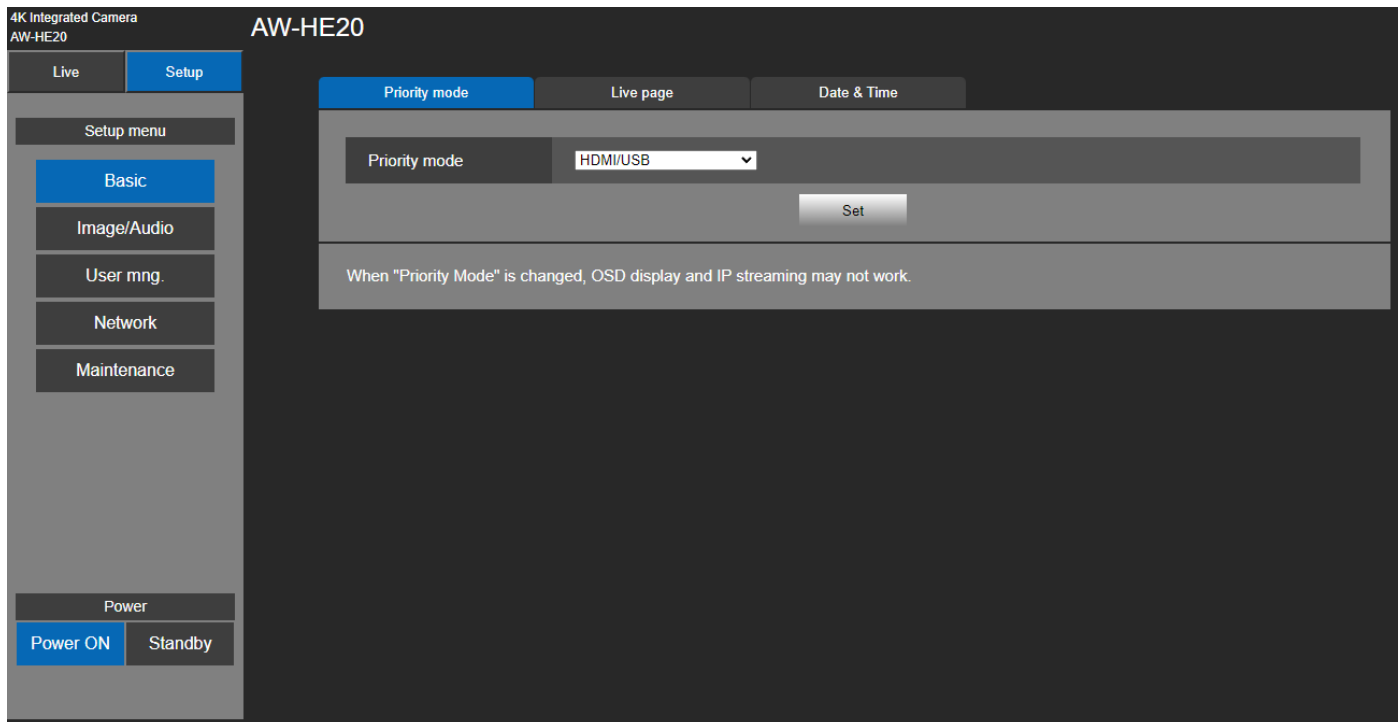 4K Integrated Camera
AW-HE20
AW-HE20
Live
Setup
Priority mode
Live page
Date & Time
Setup menu
Basic
Image/Audio
User mng.
Network
Maintenance
Priority mode
HDMI/USB
Set
When "Priority Mode" is changed, OSD display and IP streaming may not work.
Power
Power ON
Standby